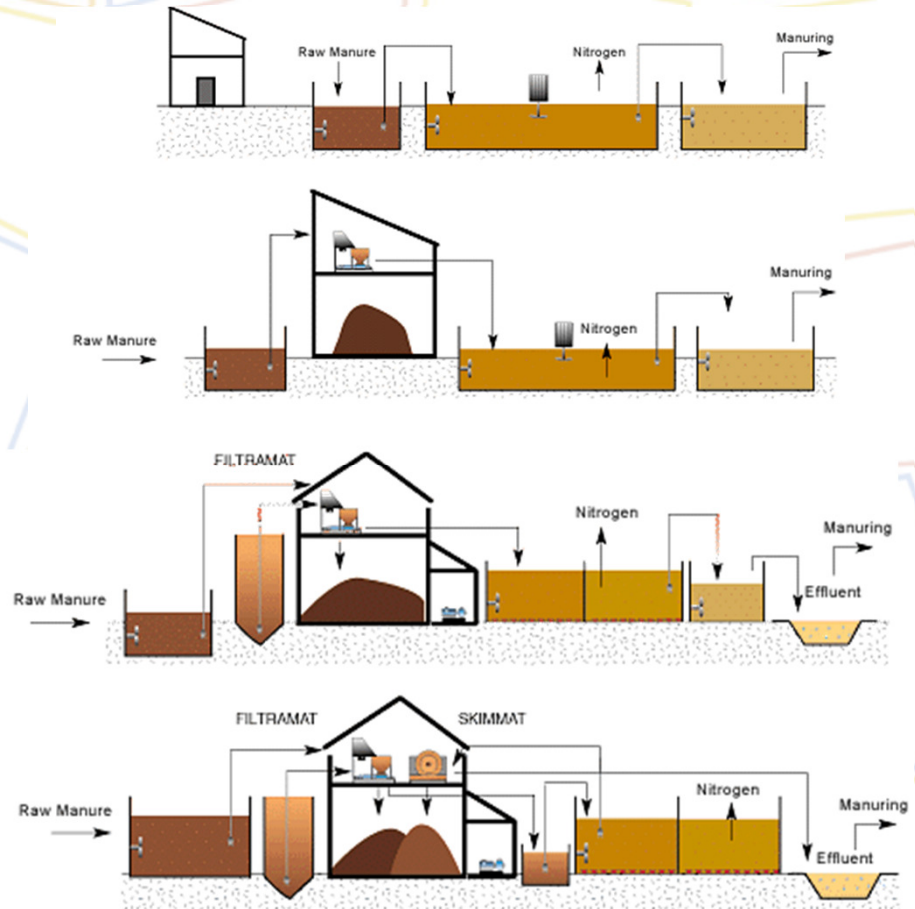 Manuring
Raw Manure
Nitrogen
Manuring
Raw Manure
Nitrogen
FILTRAMAT
Nitrogen
Manuring
Raw Manure
Effluent
FILTRAMAT
SKIMMAT
Nitrogen
Raw Manure
Manuring
Effluent